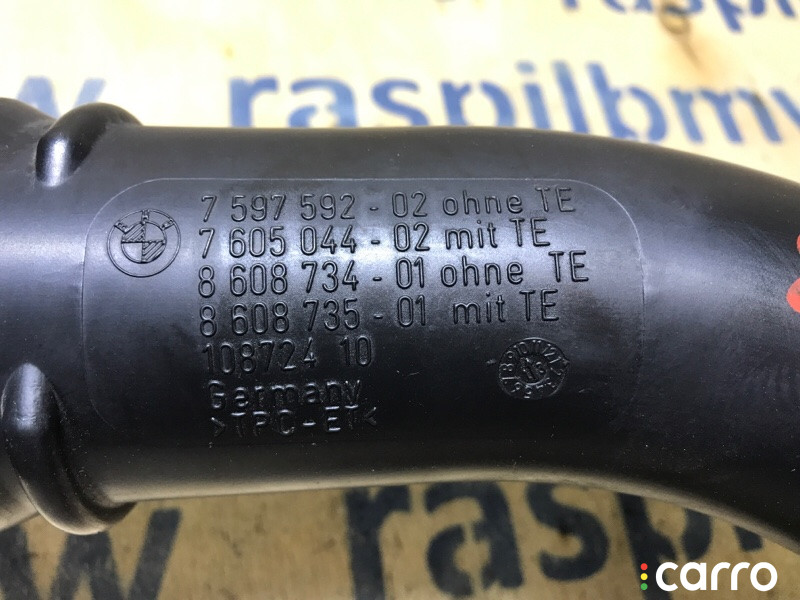 raspilbmw
7 597 592 - 02 ohne TE
7 605 044 - 02 mit TE
8 608 734 - 01 ohne TE
8 608 735 - 01 mit TE
108724 10
Germany
>TPC-ET<
raspil
carro